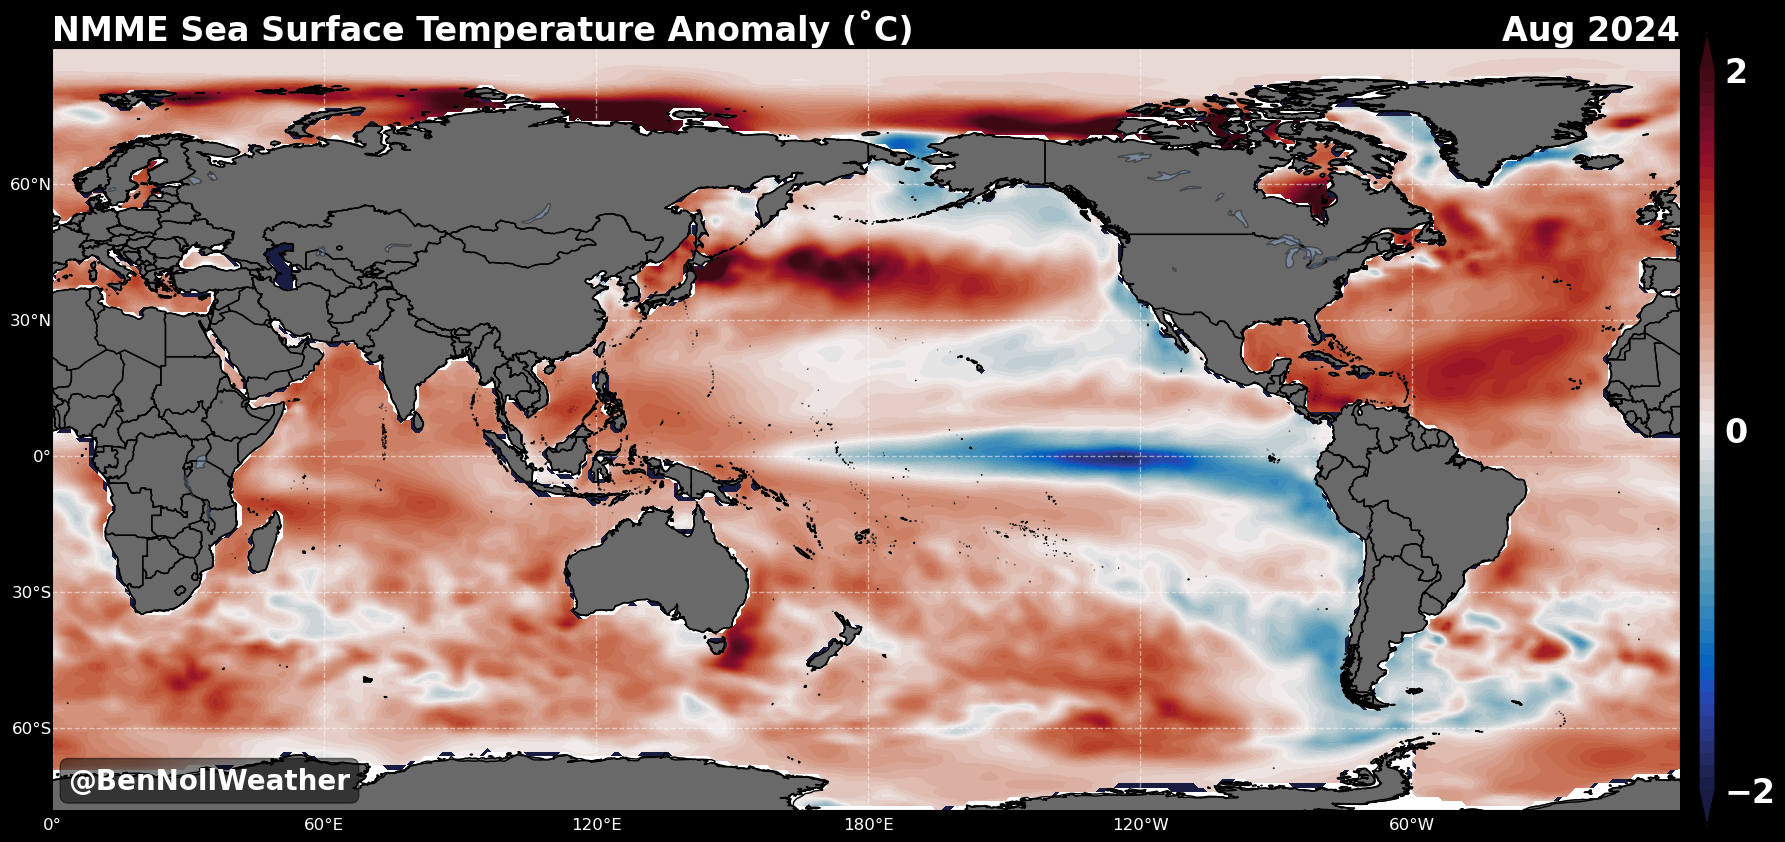 NMME Sea Surface Temperature Anomaly (˚C)
Aug 2024
2
0
−2
60°N
30°N
0°
30°S
60°S
@BenNollWeather
0°
60°E
120°E
180°E
120°W
60°W